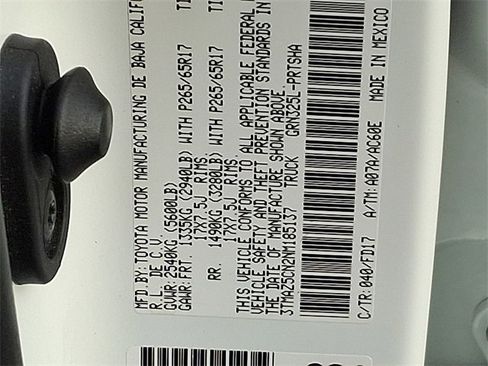 MFD. BY: TOYOTA MOTOR MANUFACTURING DE BAJA CALIF
R.L. DE C.V.
GVWR: 2540KG (5600LB)
GAWR: FRT. 1335KG (2940LB) WITH P265/65R17 TI
17X7.5J RIMS
RR. 1490KG (3280LB) WITH P265/65R17 TI
17X7.5J RIMS
THIS VEHICLE CONFORMS TO ALL APPLICABLE FEDERAL
VEHICLE SAFETY AND THEFT PREVENTION STANDARDS IN
THE DATE OF MANUFACTURE SHOWN ABOVE.
3TMAZ5CN2NM185137 TRUCK GRN325L-PRTSHA
C/TR: 040/FD17 A/TM: A07A/AC60E
MADE IN MEXICO